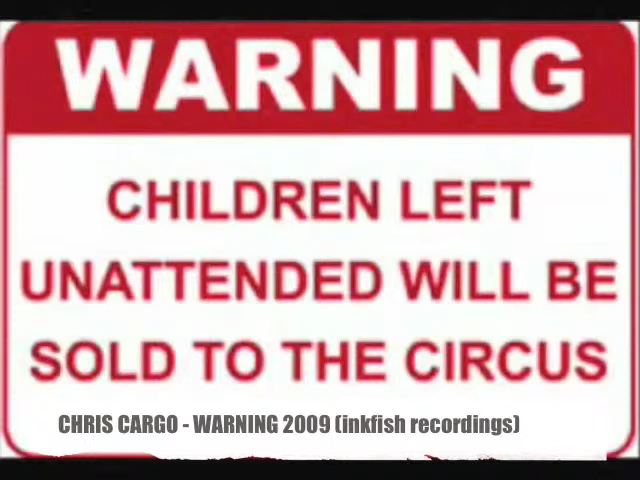 WARNING
CHILDREN LEFT
UNATTENDED WILL BE
SOLD TO THE CIRCUS
CHRIS CARGO - WARNING 2009 (inkfish recordings)